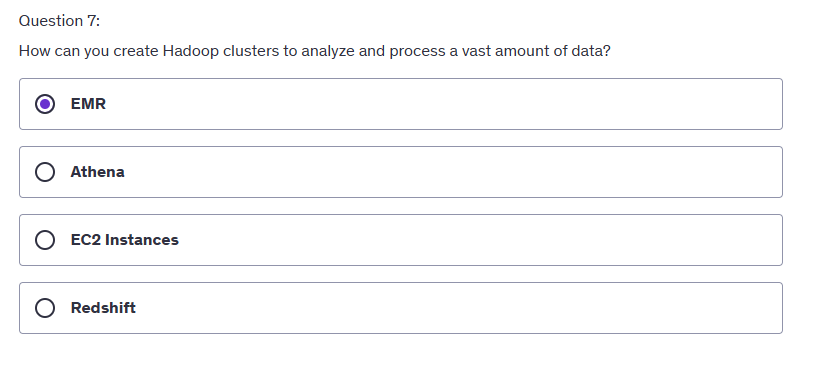 Question 7:
How can you create Hadoop clusters to analyze and process a vast amount of data?
EMR
Athena
EC2 Instances
Redshift